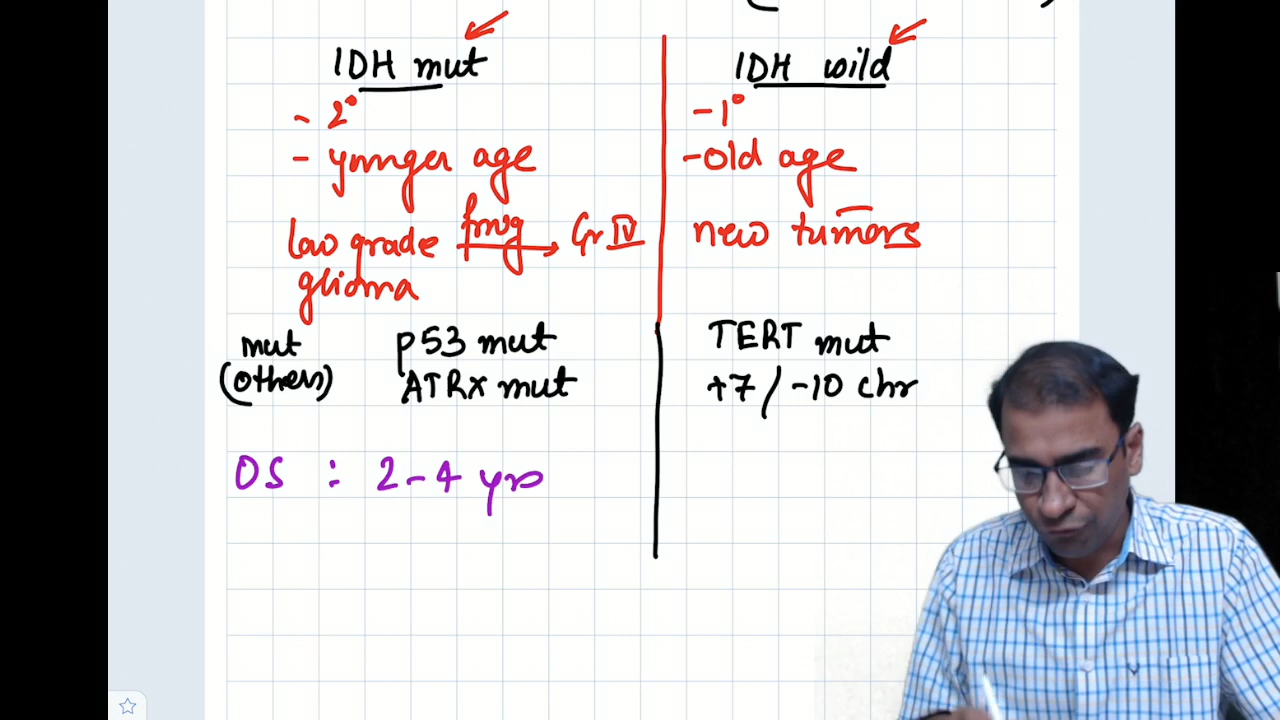 IDH mut
- 2°
- younger age
low grade prog Gr IV
glioma
mut p53 mut
(others) ATRX mut
OS : 2-4 yrs
IDH wild
- 1°
- old age
new tumors
TERT mut
+7/-10 chr